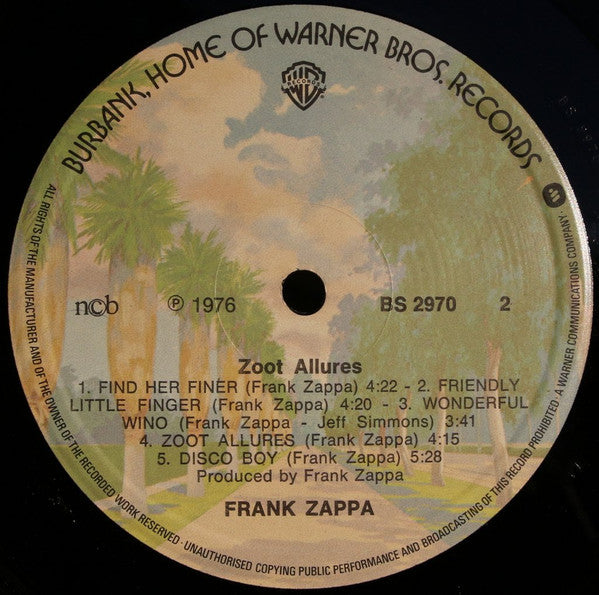 BURBANK, HOME OF WARNER BROS. RECORDS
WB
RECORDS
ncb
℗ 1976
BS 2970 2
Zoot Allures
1. FIND HER FINER (Frank Zappa) 4:22 - 2. FRIENDLY
LITTLE FINGER (Frank Zappa) 4:20 - 3. WONDERFUL
WINO (Frank Zappa - Jeff Simmons) 3:41
4. ZOOT ALLURES (Frank Zappa) 4:15
5. DISCO BOY (Frank Zappa) 5:28
Produced by Frank Zappa
FRANK ZAPPA
ALL RIGHTS OF THE MANUFACTURER AND OF THE OWNER OF THE RECORDED WORK RESERVED · UNAUTHORISED COPYING PUBLIC PERFORMANCE AND BROADCASTING OF THIS RECORD PROHIBITED · A WARNER COMMUNICATIONS COMPANY ·